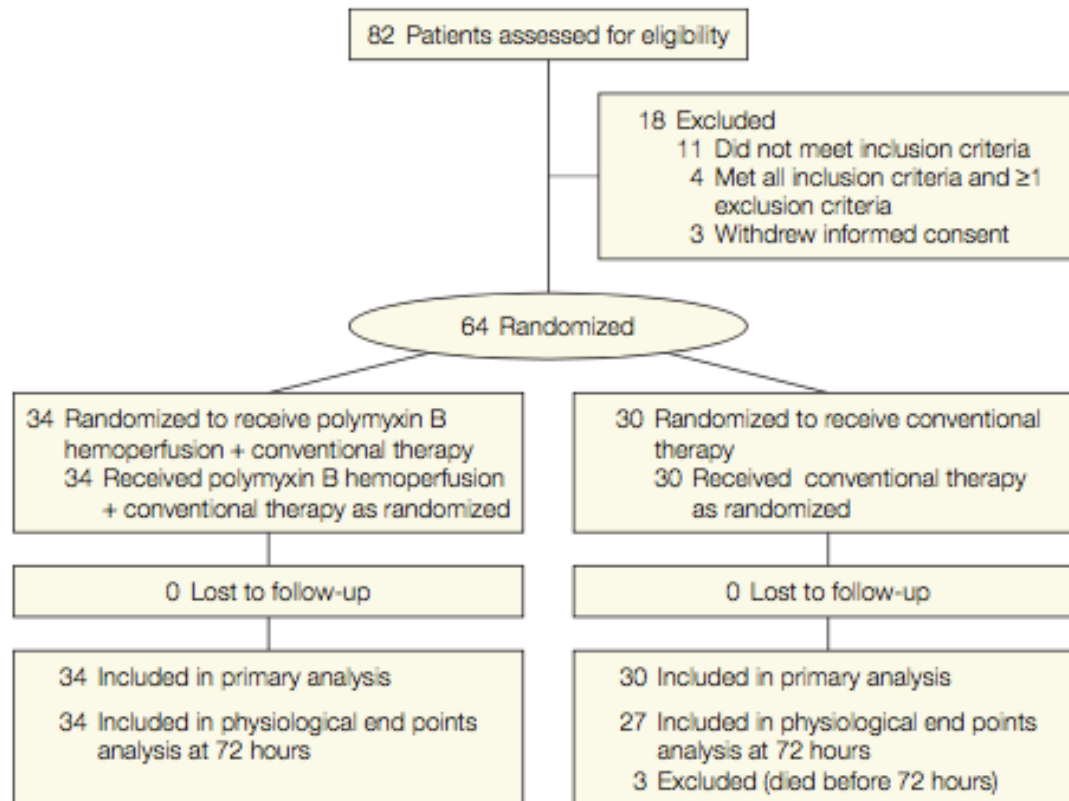 82 Patients assessed for eligibility
18 Excluded
11 Did not meet inclusion criteria
4 Met all inclusion criteria and ≥1
exclusion criteria
3 Withdrew informed consent
64 Randomized
34 Randomized to receive polymyxin B
hemoperfusion + conventional therapy
34 Received polymyxin B hemoperfusion
+ conventional therapy as randomized
0 Lost to follow-up
34 Included in primary analysis
34 Included in physiological end points
analysis at 72 hours
30 Randomized to receive conventional
therapy
30 Received conventional therapy
as randomized
0 Lost to follow-up
30 Included in primary analysis
27 Included in physiological end points
analysis at 72 hours
3 Excluded (died before 72 hours)